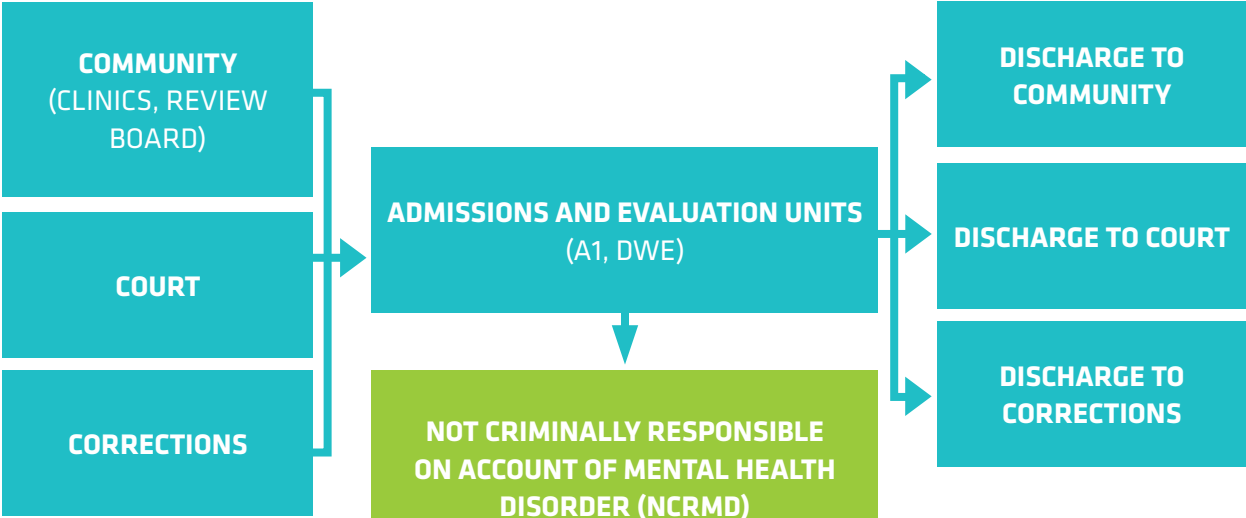 COMMUNITY
(CLINICS, REVIEW
BOARD)
COURT
CORRECTIONS
ADMISSIONS AND EVALUATION UNITS
(A1, DWE)
NOT CRIMINALLY RESPONSIBLE
ON ACCOUNT OF MENTAL HEALTH
DISORDER (NCRMD)
DISCHARGE TO
COMMUNITY
DISCHARGE TO COURT
DISCHARGE TO
CORRECTIONS